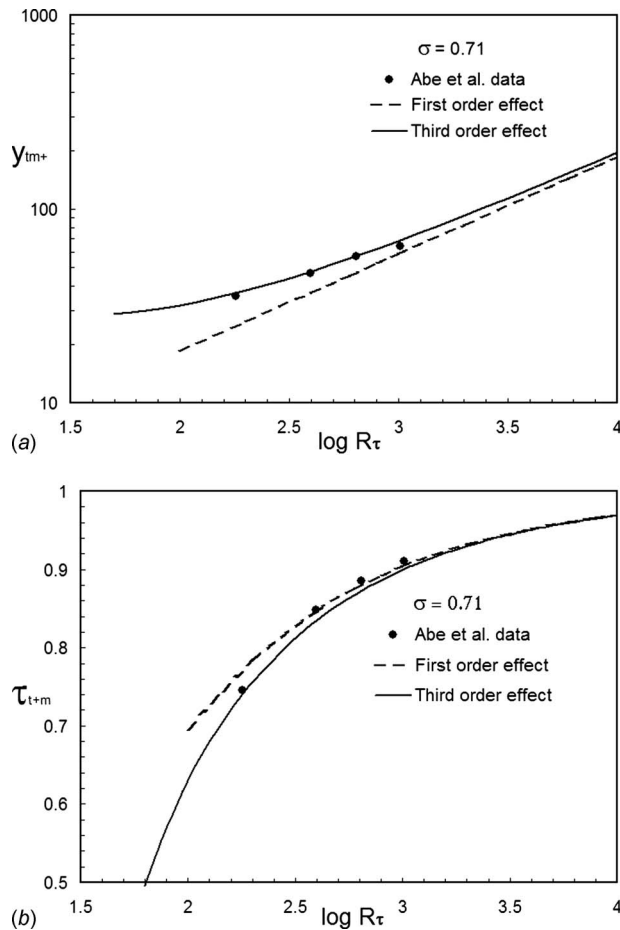 1000
σ = 0.71
Abe et al. data
First order effect
Third order effect
ytm+
100
10
1.5 2 2.5 3 3.5 4
(a) log Rτ
1
0.9
σ = 0.71
Abe et al. data
0.8
First order effect
τt+m
Third order effect
0.7
0.6
0.5
1.5 2 2.5 3 3.5 4
(b) log Rτ